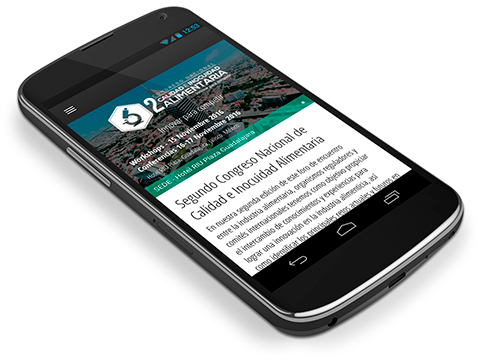 12:53
2
CONGRESO NACIONAL
CALIDAD E INOCUIDAD
ALIMENTARIA
Innovar para competir
Workshops - 15 Noviembre 2016
Conferencias 16-17 Noviembre 2016
SEDE - Hotel RIU Plaza Guadalajara
Segundo Congreso Nacional de
Calidad e Inocuidad Alimentaria
En nuestra segunda edición de este foro de encuentro
entre la industria alimentaria, organismos reguladores y
comités internacionales tenemos como objetivo propiciar
el intercambio de conocimientos y experiencias para
lograr una innovación en la industria alimenticia, así
como identificar los principales retos actuales y futuros en